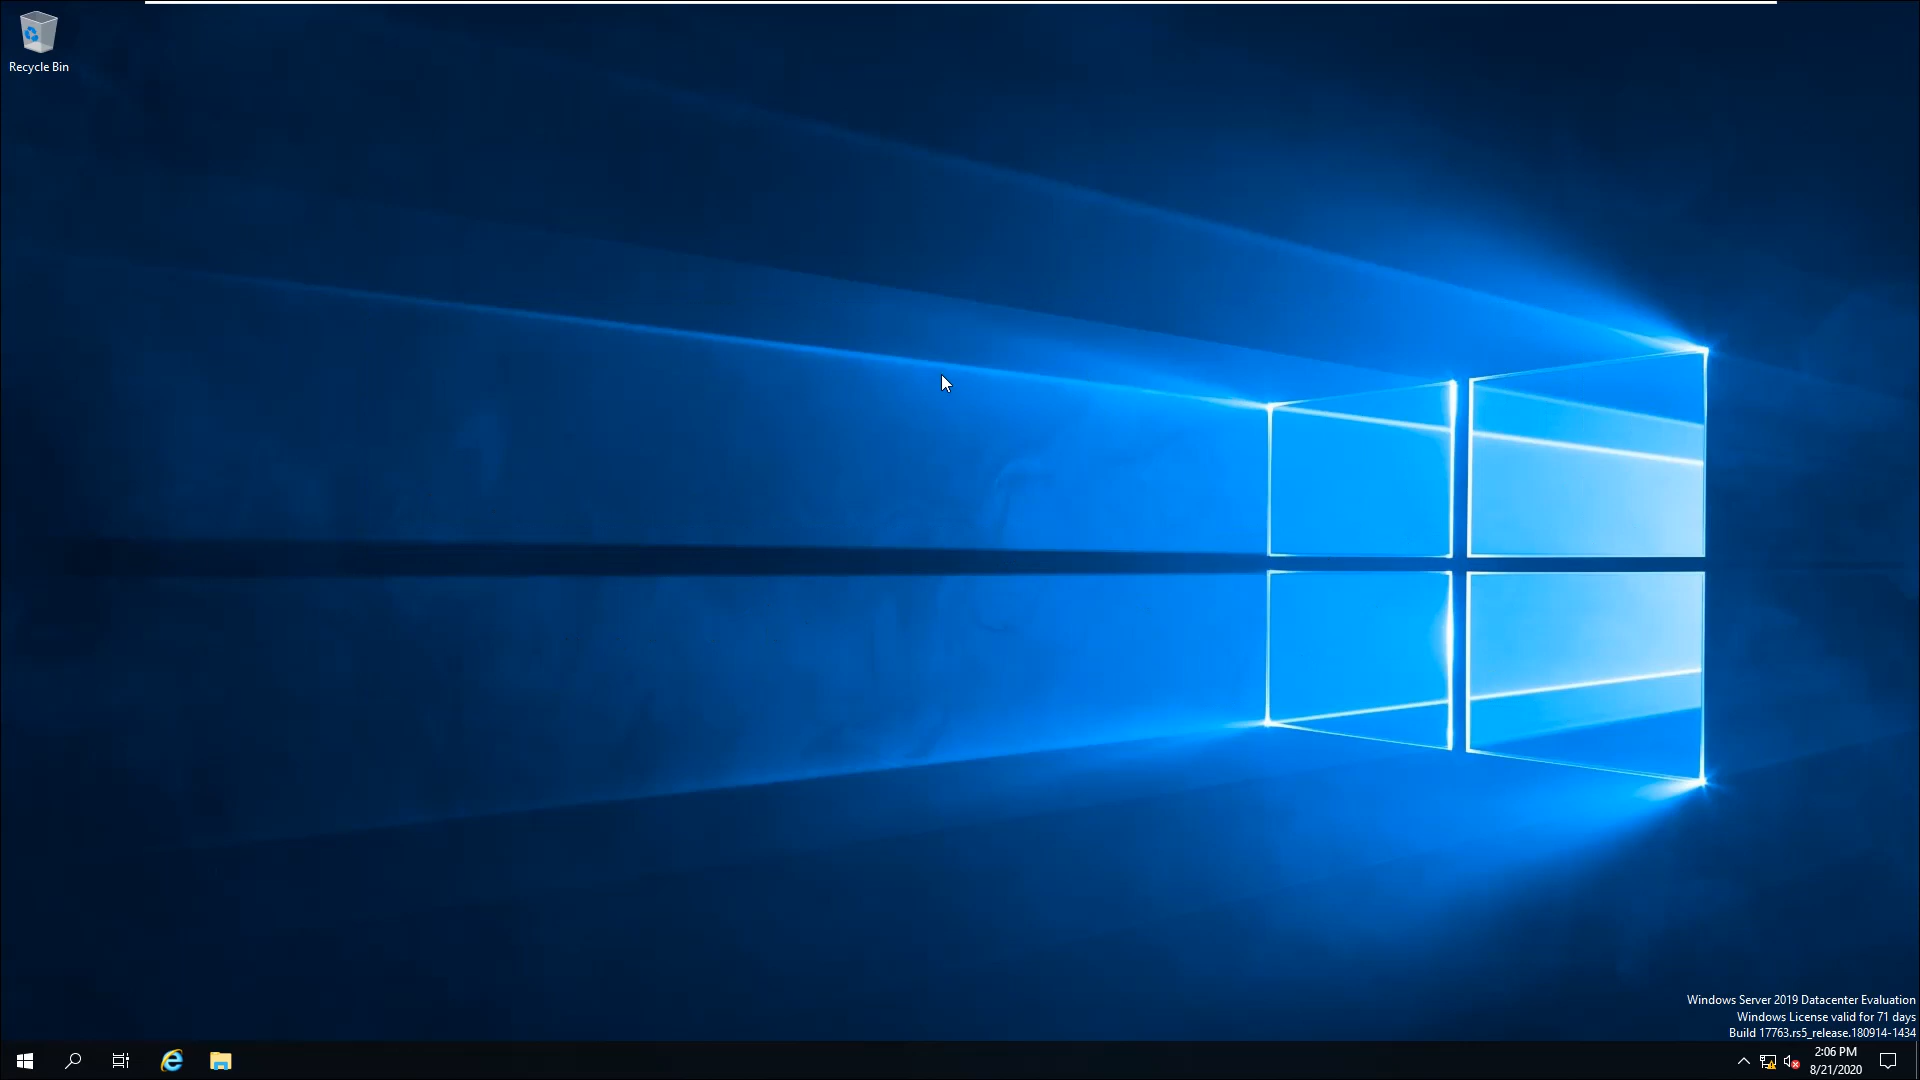 Recycle Bin
Windows Server 2019 Datacenter Evaluation
Windows License valid for 71 days
Build 17763.rs5_release.180914-1434
2:06 PM
8/21/2020